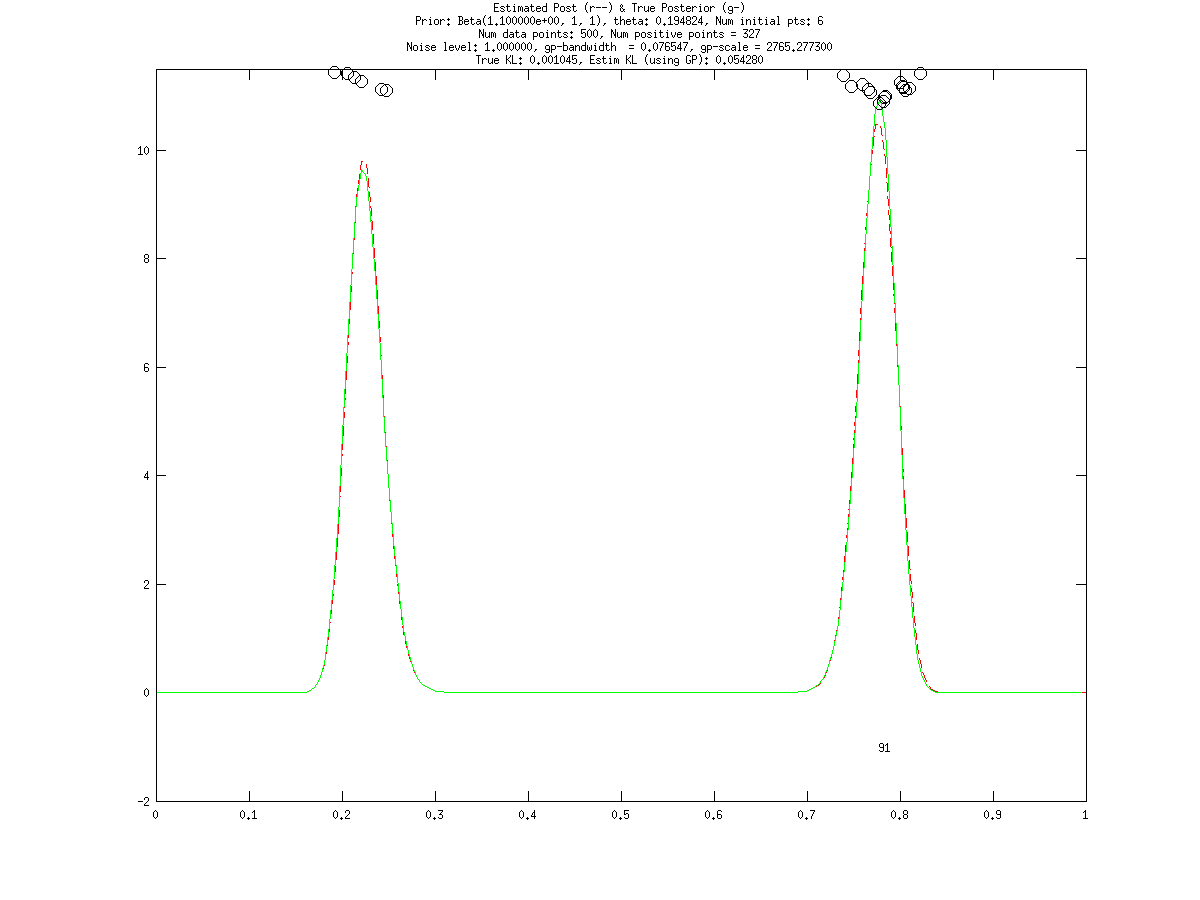 Estimated Post (r--) & True Posterior (g-)
Prior: Beta(1.100000e+00, 1, 1), theta: 0.194824, Num initial pts: 6
Num data points: 500, Num positive points = 327
Noise level: 1.000000, gp-bandwidth  = 0.076547, gp-scale = 2765.277300
True KL: 0.001045, Estim KL (using GP): 0.054280
10
8
6
4
2
0
91
-2
0 0.1 0.2 0.3 0.4 0.5 0.6 0.7 0.8 0.9 1